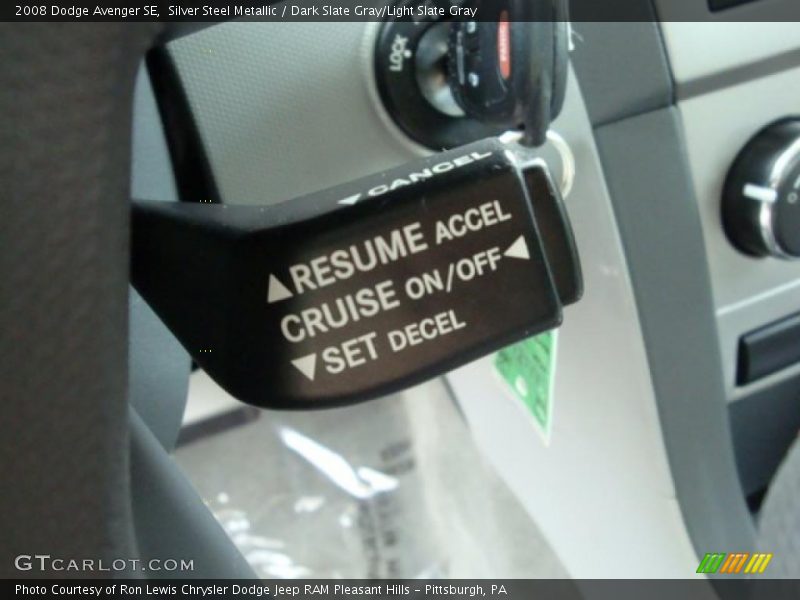 2008 Dodge Avenger SE, Silver Steel Metallic / Dark Slate Gray/Light Slate Gray
LOCK
▼CANCEL
▲RESUME ACCEL
CRUISE ON/OFF◀
▼SET DECEL
GTCARLOT.COM
Photo Courtesy of Ron Lewis Chrysler Dodge Jeep RAM Pleasant Hills - Pittsburgh, PA